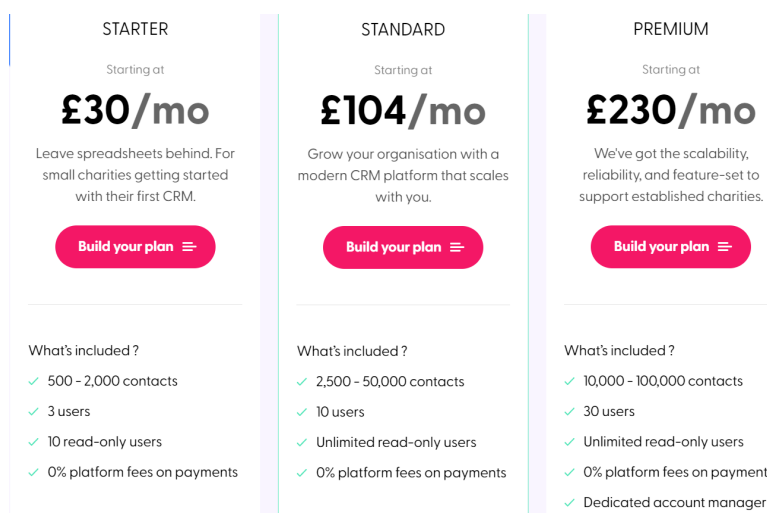 STARTER
Starting at
£30/mo
Leave spreadsheets behind. For
small charities getting started
with their first CRM.
Build your plan
What's included ?
500 - 2,000 contacts
3 users
10 read-only users
0% platform fees on payments
STANDARD
Starting at
£104/mo
Grow your organisation with a
modern CRM platform that scales
with you.
Build your plan
What's included ?
2,500 - 50,000 contacts
10 users
Unlimited read-only users
0% platform fees on payments
PREMIUM
Starting at
£230/mo
We've got the scalability,
reliability, and feature-set to
support established charities.
Build your plan
What's included ?
10,000 - 100,000 contacts
30 users
Unlimited read-only users
0% platform fees on payment
Dedicated account manager